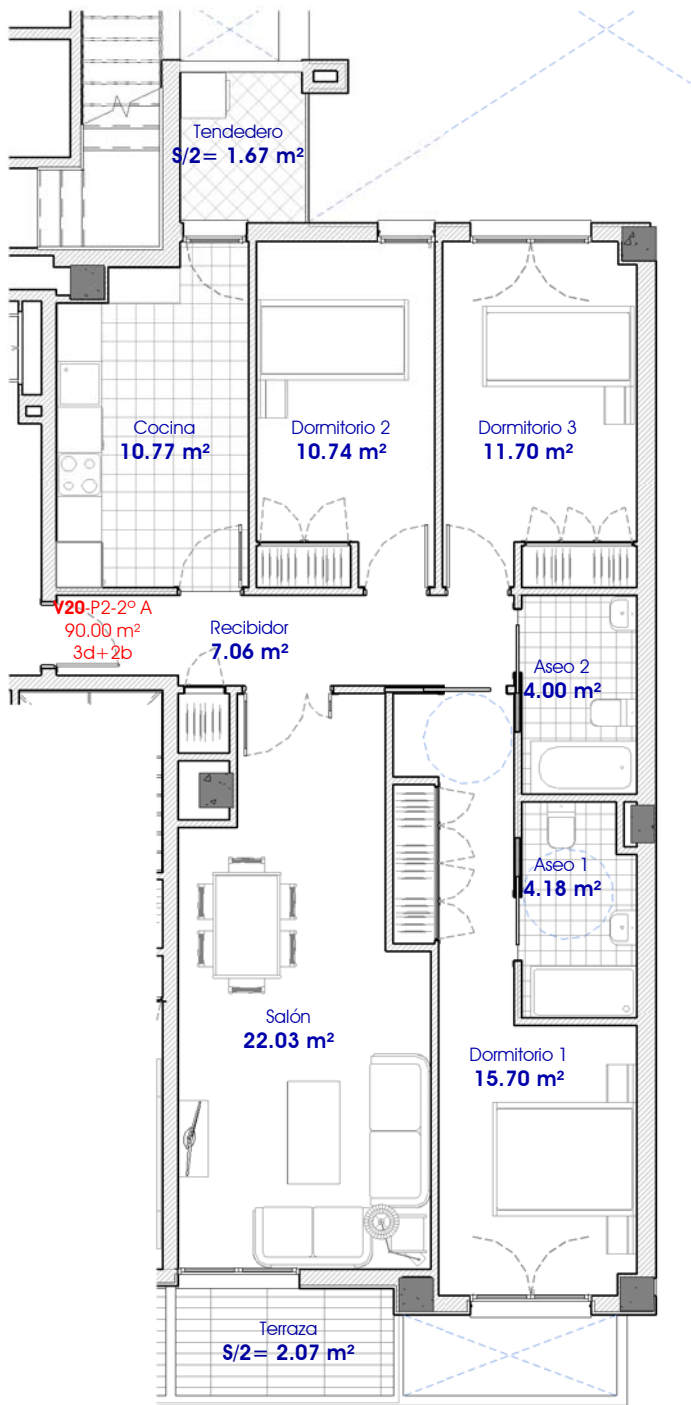 Tendedero
S/2= 1.67 m²
Cocina
10.77 m²
Dormitorio 2
10.74 m²
Dormitorio 3
11.70 m²
V20-P2-2º A
90.00 m²
3d+2b
Recibidor
7.06 m²
Aseo 2
4.00 m²
Aseo 1
4.18 m²
Salón
22.03 m²
Dormitorio 1
15.70 m²
Terraza
S/2= 2.07 m²